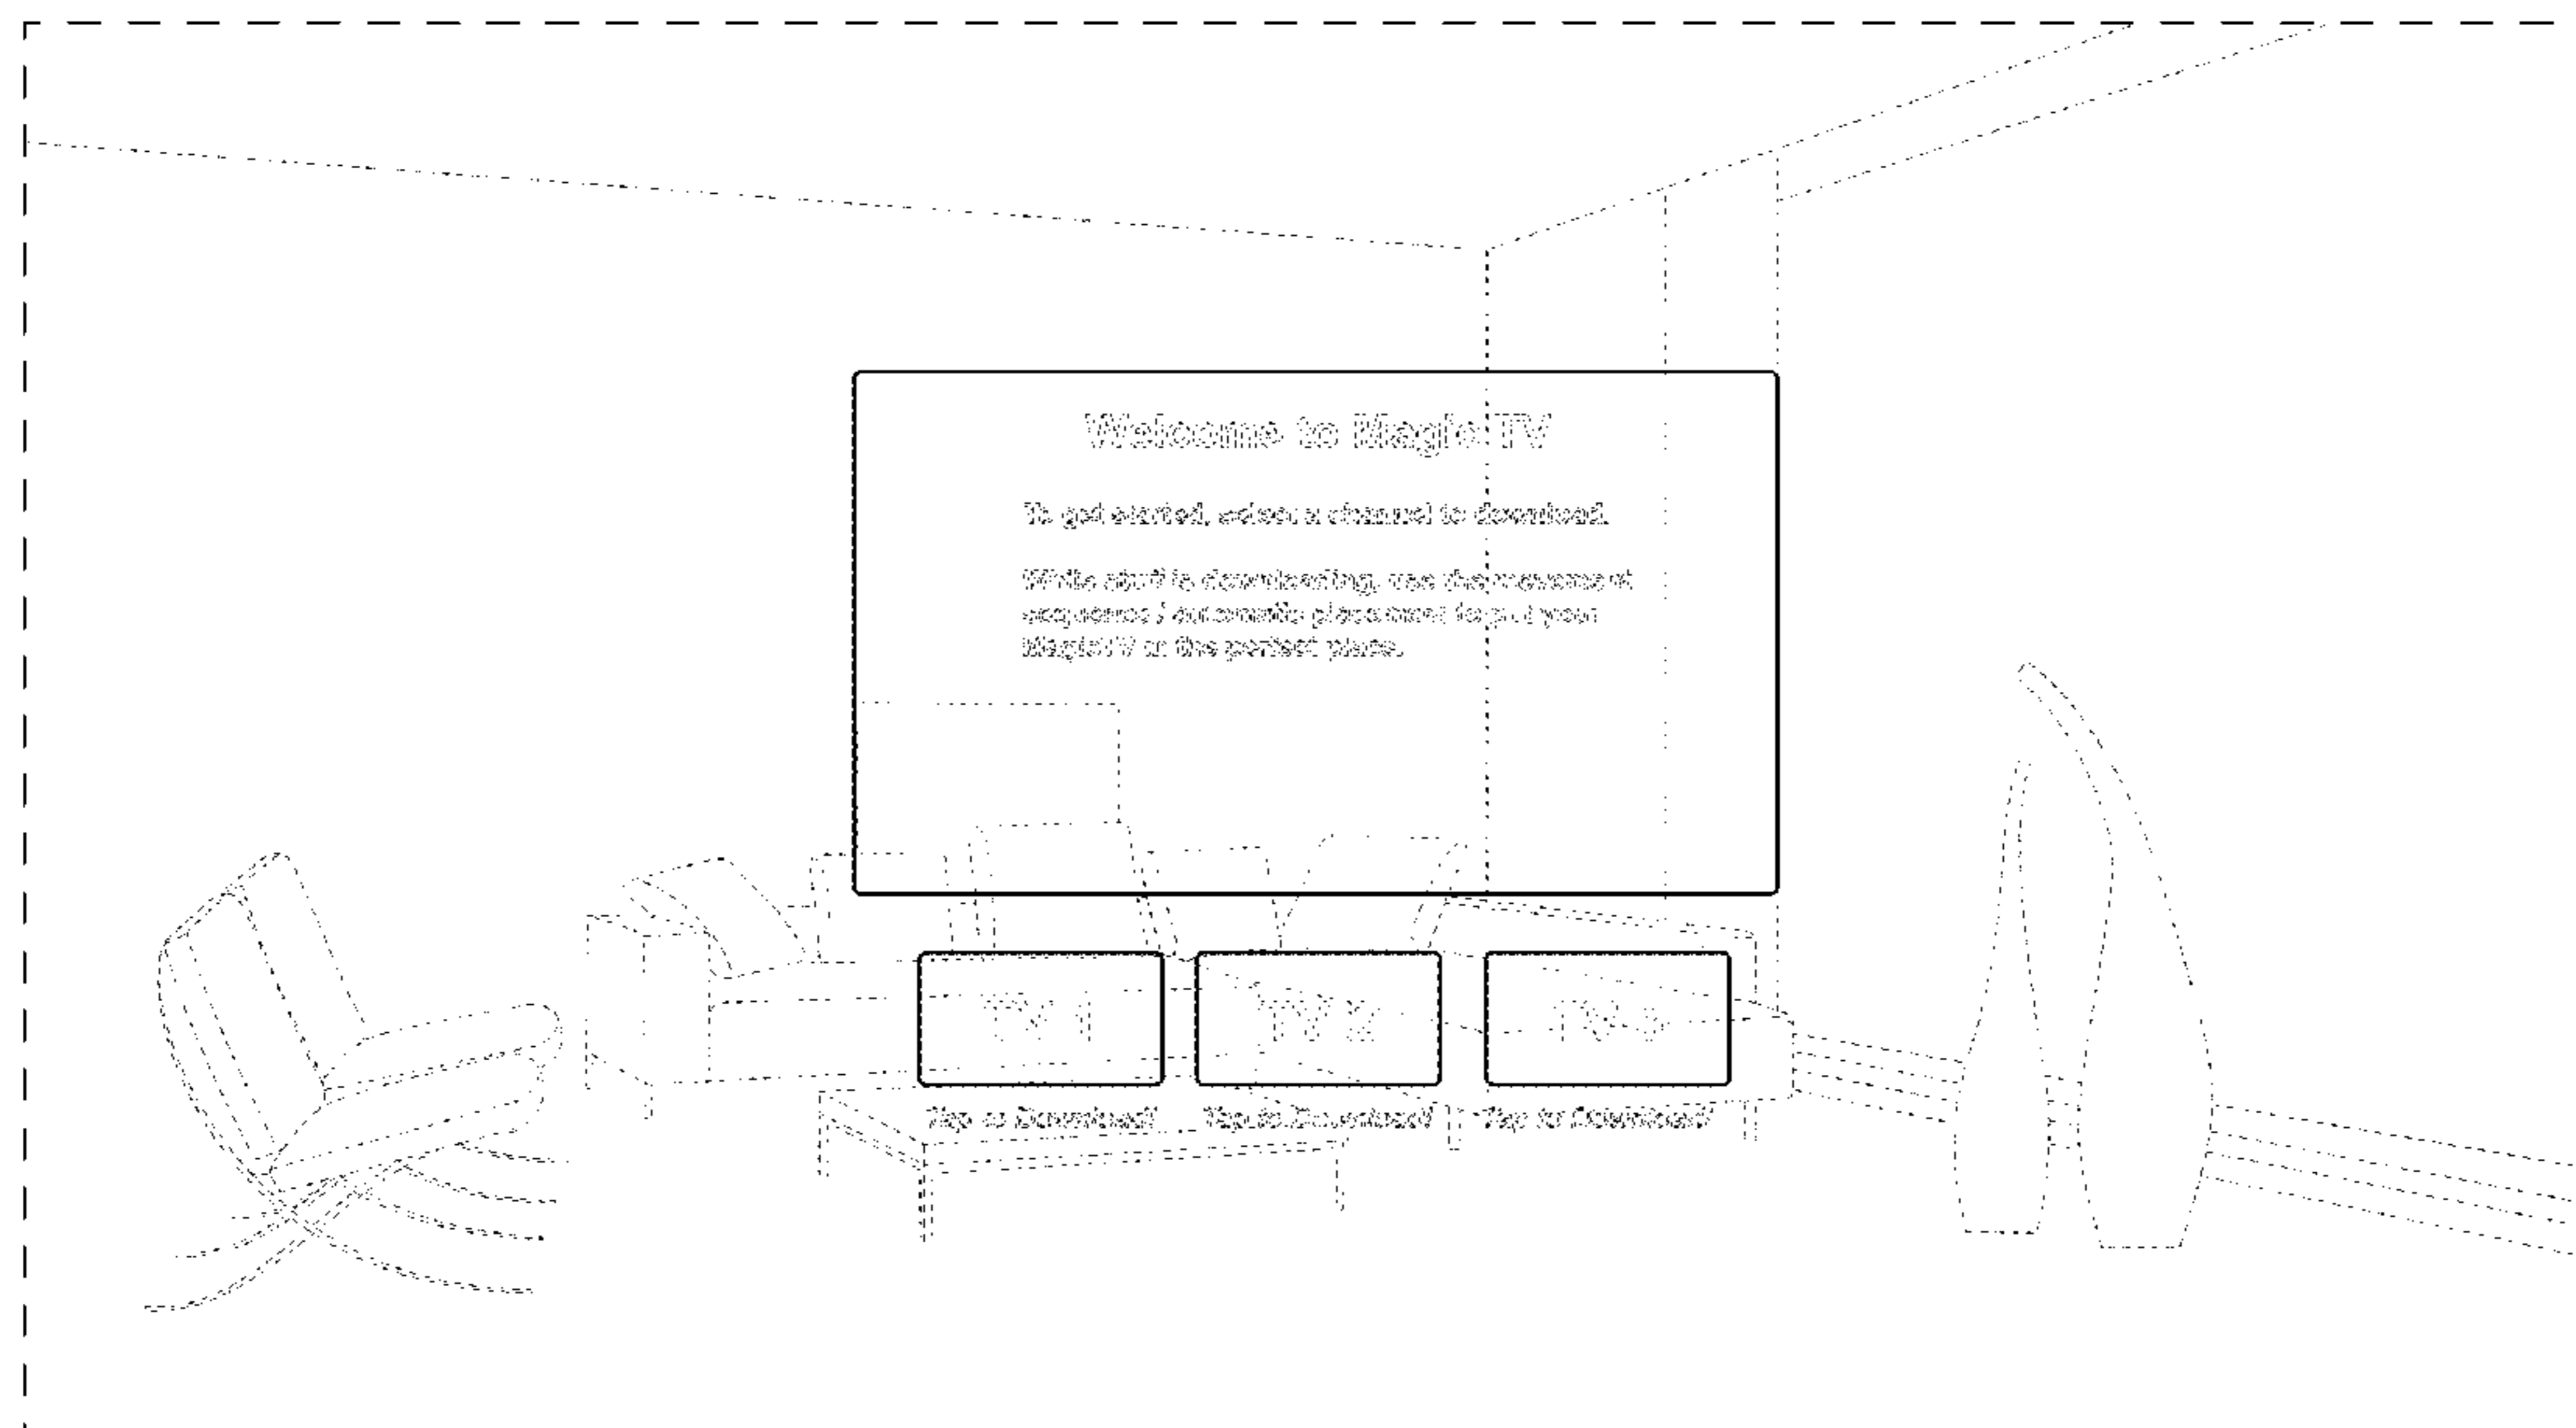 Welcome to Magic TV
To get started, select a channel to download.
While stuff is downloading, use the movement
sequence / automatic placement to put your
MagicTV in the perfect place.
TV 1 TV 2 TV 3
Tap to Download! Tap to Download! Tap to Download!